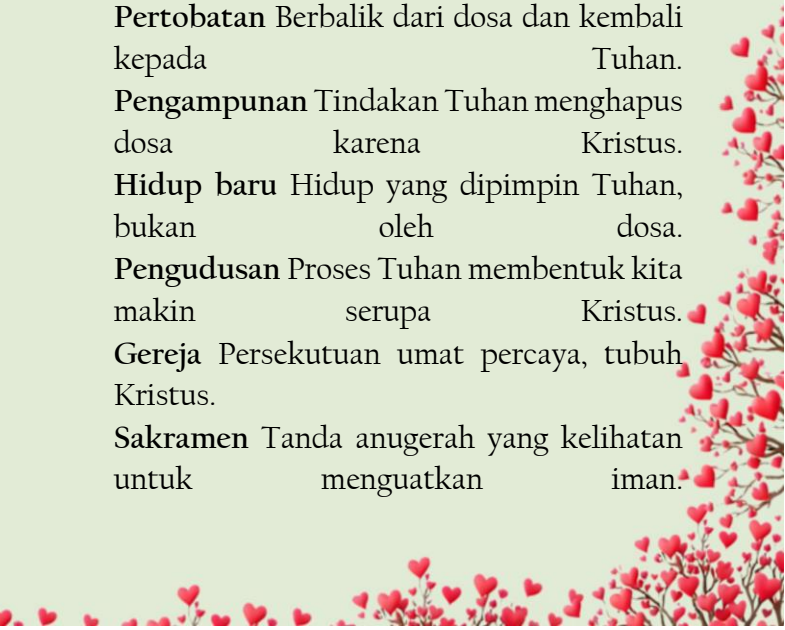 Pertobatan Berbalik dari dosa dan kembali
kepada Tuhan.
Pengampunan Tindakan Tuhan menghapus
dosa karena Kristus.
Hidup baru Hidup yang dipimpin Tuhan,
bukan oleh dosa.
Pengudusan Proses Tuhan membentuk kita
makin serupa Kristus.
Gereja Persekutuan umat percaya, tubuh
Kristus.
Sakramen Tanda anugerah yang kelihatan
untuk menguatkan iman.